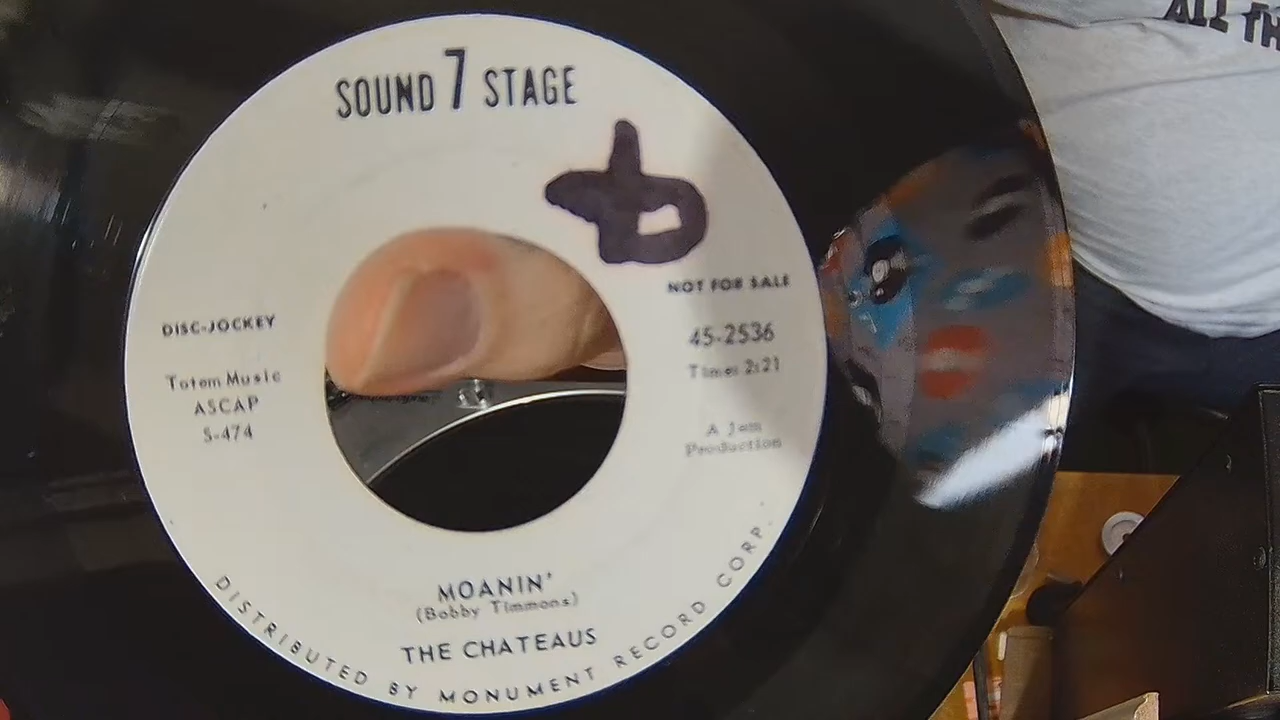 SOUND 7 STAGE
NOT FOR SALE
DISC-JOCKEY
45-2536
Time: 2:21
Totem Music
ASCAP
S-474
A Jam
Production
MOANIN'
(Bobby Timmons)
THE CHATEAUS
DISTRIBUTED BY MONUMENT RECORD CORP.
ALL